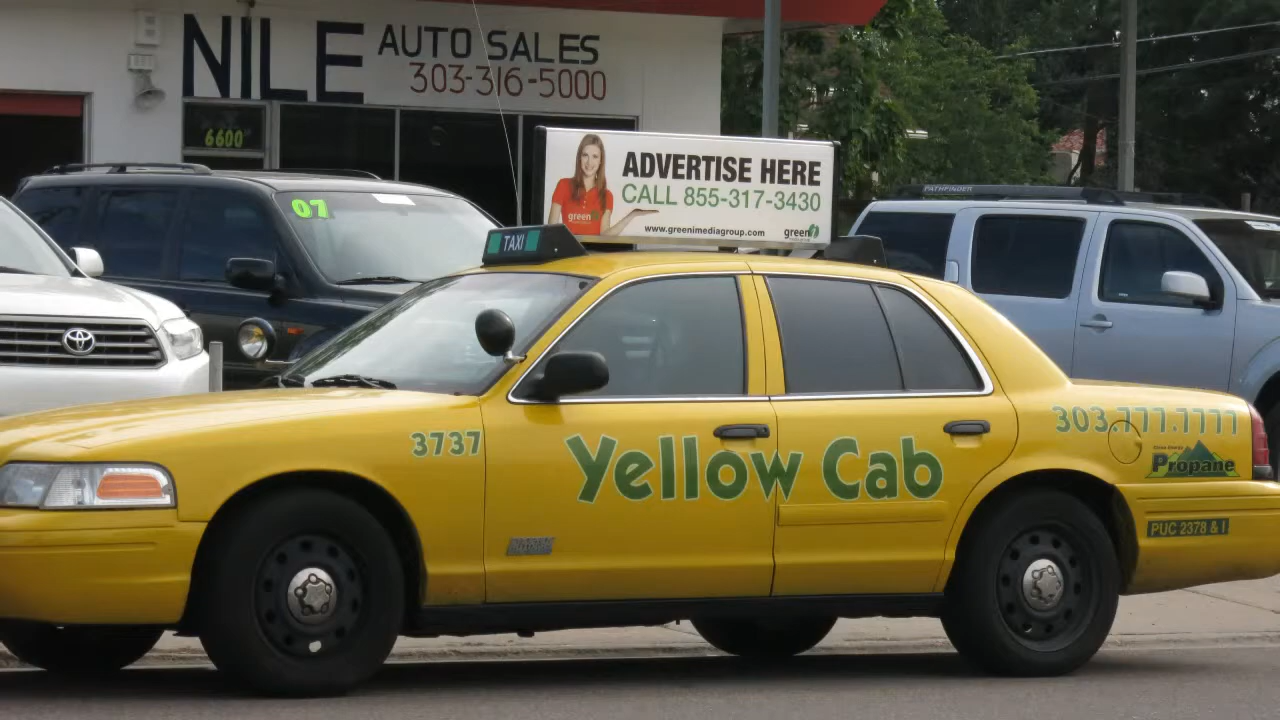 NILE
AUTO SALES
303-316-5000
6600
07
ADVERTISE HERE
CALL 855-317-3430
www.greenimediagroup.com
green
green
TAXI
PATHFINDER
3737
Yellow Cab
303.777.7777
Propane
PUC 2378 & I